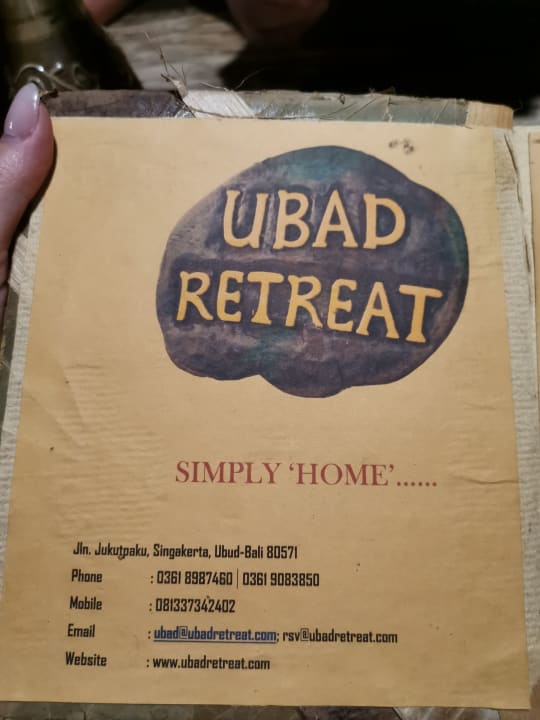 UBAD
RETREAT
SIMPLY 'HOME'......
Jln. Jukutpaku, Singakerta, Ubud-Bali 80571
Phone : 0361 8987460 | 0361 9083850
Mobile : 081337342402
Email : ubad@ubadretreat.com; rsv@ubadretreat.com
Website : www.ubadretreat.com